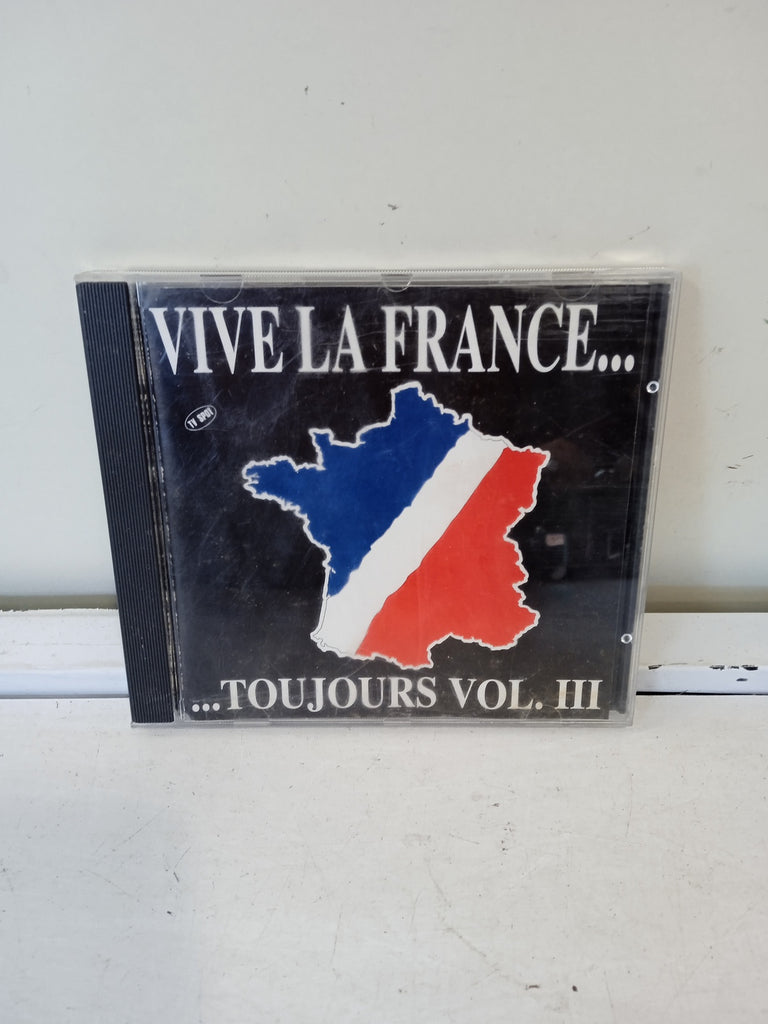 VIVE LA FRANCE...
TV SPOT
...TOUJOURS VOL. III